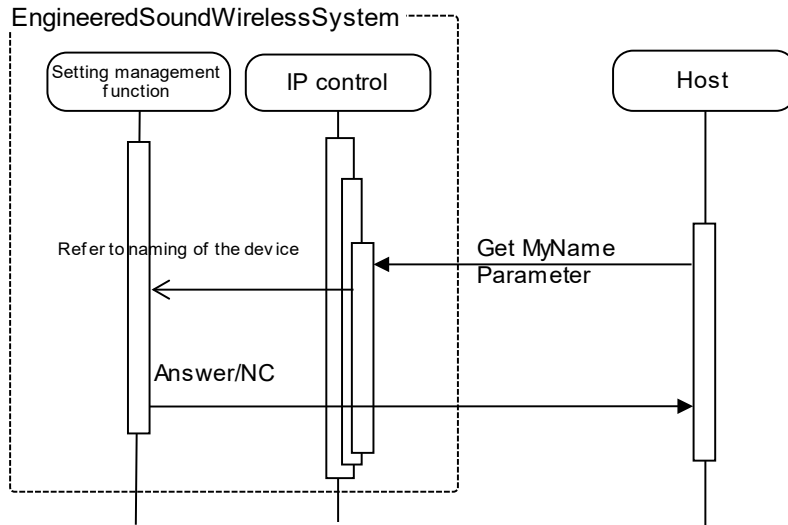 EngineeredSoundWirelessSystem
Setting management
function
IP control
Host
Refer to naming of the device
Get MyName
Parameter
Answer/NC